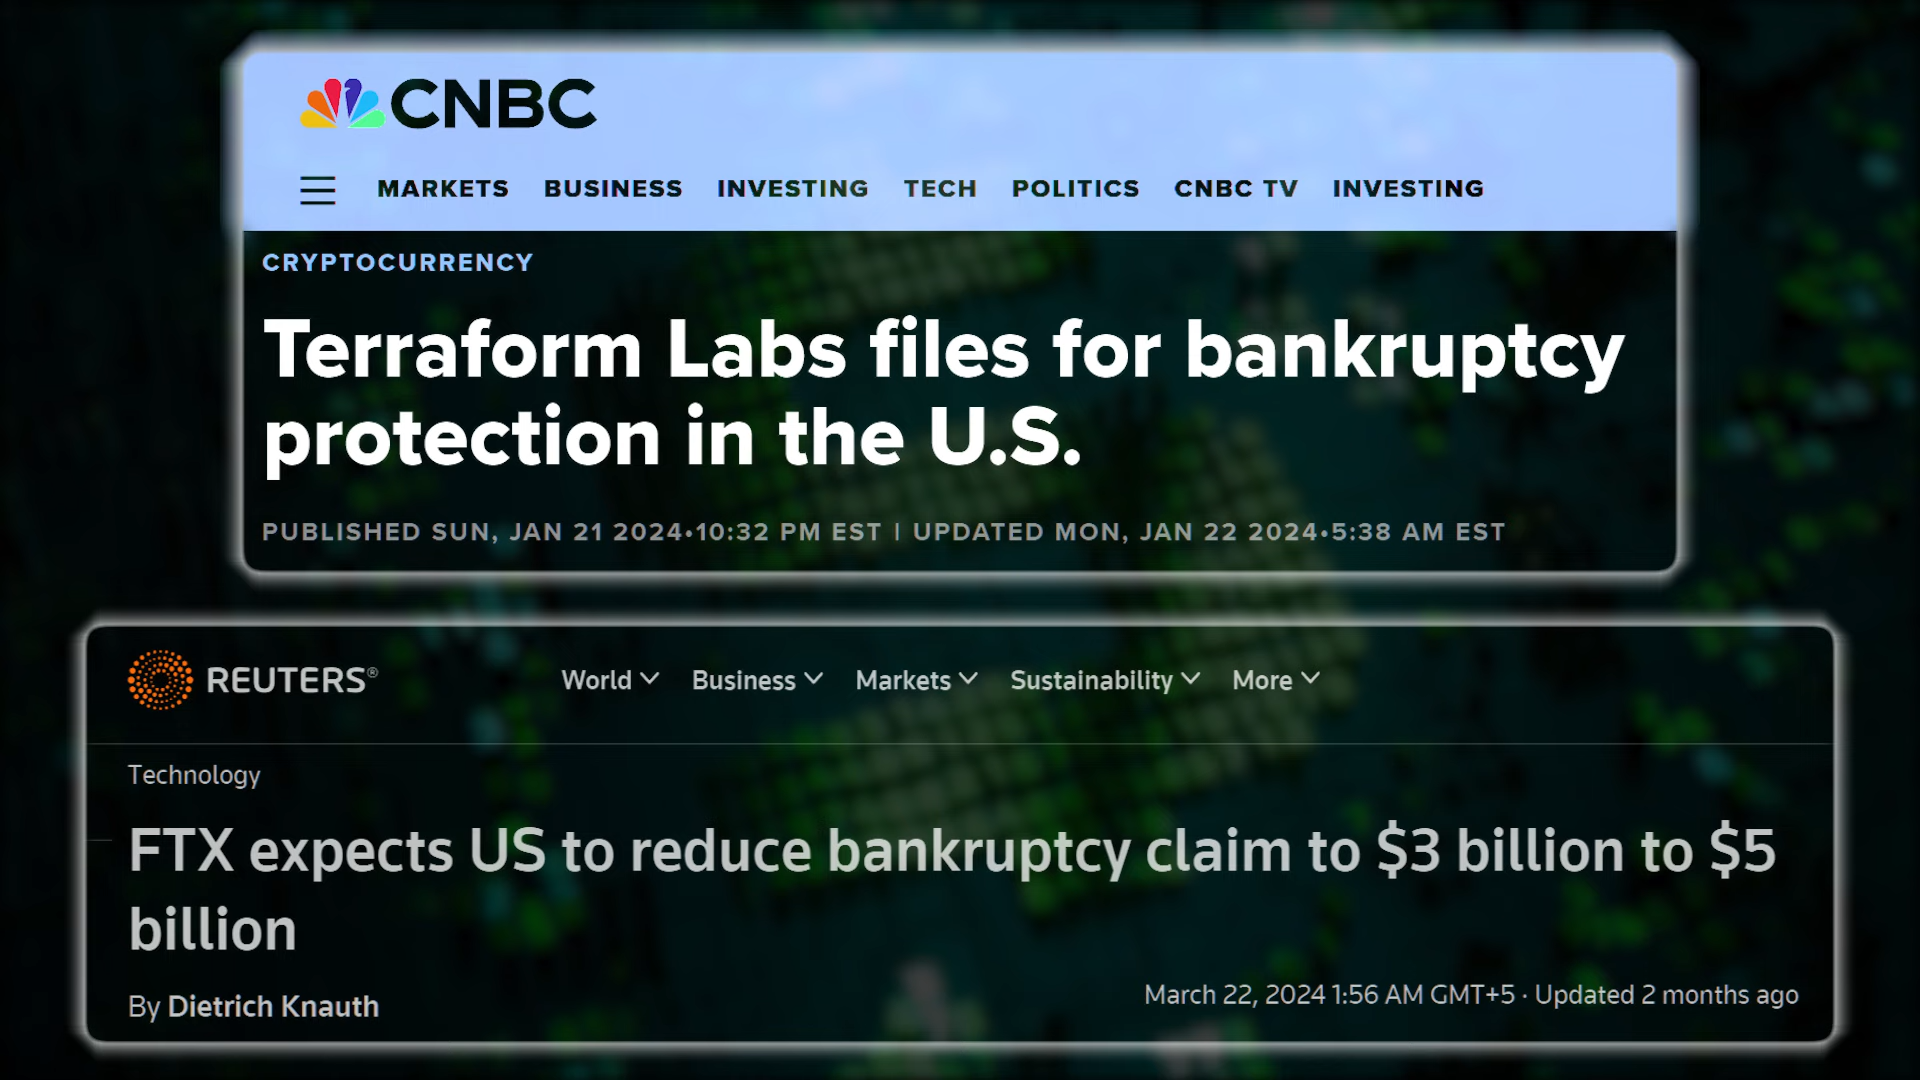 CNBC
MARKETS BUSINESS INVESTING TECH POLITICS CNBC TV INVESTING
CRYPTOCURRENCY
Terraform Labs files for bankruptcy
protection in the U.S.
PUBLISHED SUN, JAN 21 2024•10:32 PM EST | UPDATED MON, JAN 22 2024•5:38 AM EST
REUTERS®
World Business Markets Sustainability More
Technology
FTX expects US to reduce bankruptcy claim to $3 billion to $5
billion
By Dietrich Knauth
March 22, 2024 1:56 AM GMT+5 · Updated 2 months ago